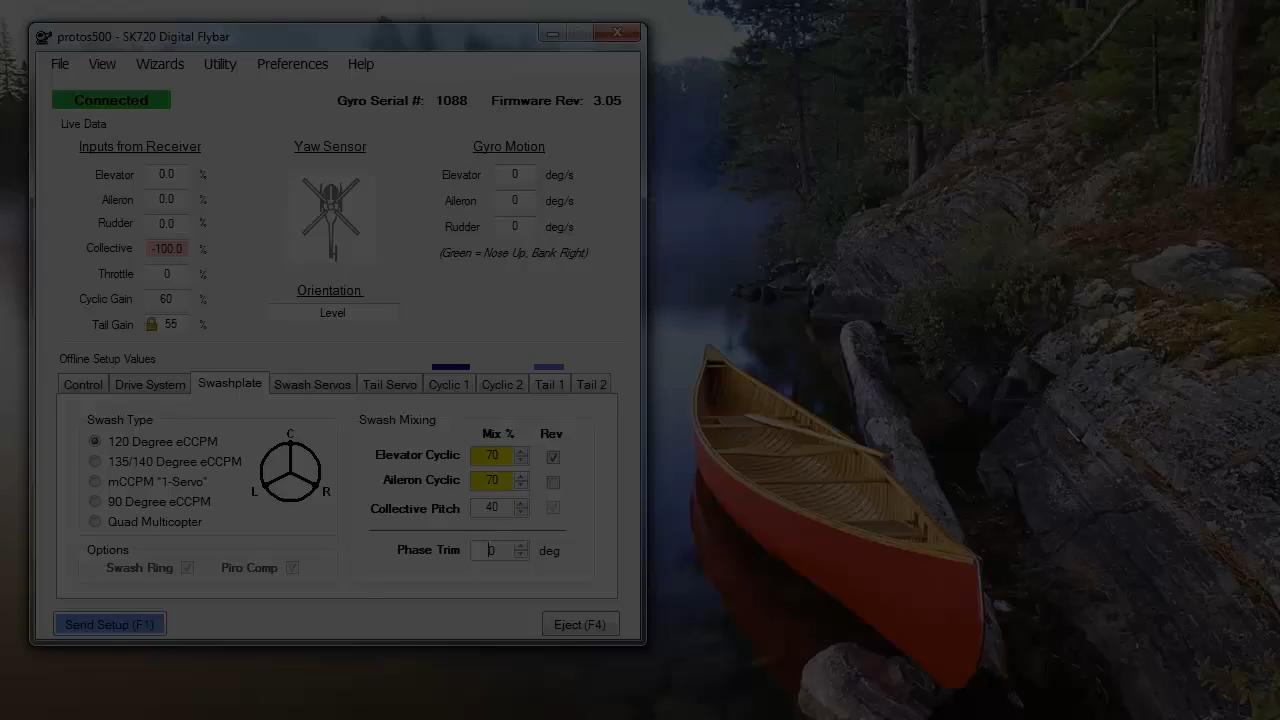 protos500 - SK720 Digital Flybar
File View Wizards Utility Preferences Help
Connected Gyro Serial #: 1088 Firmware Rev: 3.05
Live Data
Inputs from Receiver
Elevator 0.0 %
Aileron 0.0 %
Rudder 0.0 %
Collective -100.0 %
Throttle 0 %
Cyclic Gain 60 %
Tail Gain 55 %
Yaw Sensor
Orientation
Level
Gyro Motion
Elevator 0 deg/s
Aileron 0 deg/s
Rudder 0 deg/s
(Green = Nose Up, Bank Right)
Offline Setup Values
Control Drive System Swashplate Swash Servos Tail Servo Cyclic 1 Cyclic 2 Tail 1 Tail 2
Swash Type
120 Degree eCCPM
135/140 Degree eCCPM
mCCPM "1-Servo"
90 Degree eCCPM
Quad Multicopter
C
L R
Options
Swash Ring Piro Comp
Swash Mixing
Mix % Rev
Elevator Cyclic 70
Aileron Cyclic 70
Collective Pitch 40
Phase Trim 0 deg
Send Setup (F1) Eject (F4)